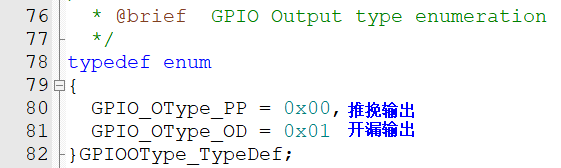 76 * @brief  GPIO Output type enumeration
77 */
78 typedef enum
79 {
80 GPIO_OType_PP = 0x00, 推挽输出
81 GPIO_OType_OD = 0x01 开漏输出
82 }GPIOOType_TypeDef;